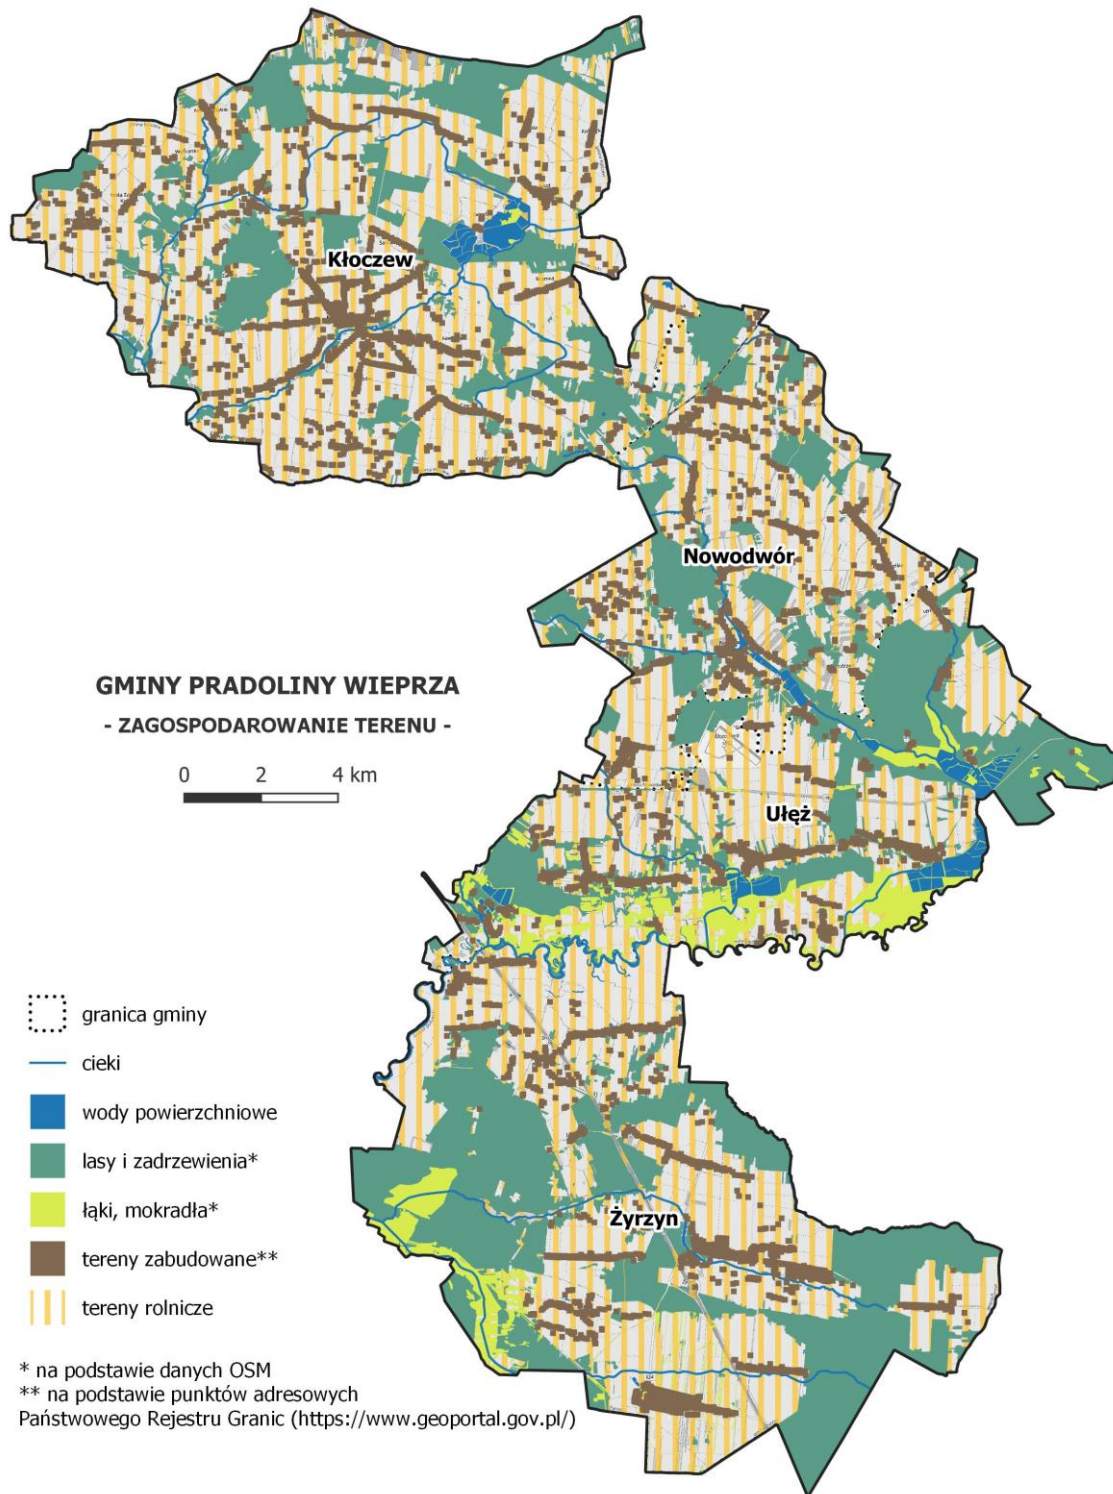 Kłoczew
Nowodwór
GMINY PRADOLINY WIEPRZA
- ZAGOSPODAROWANIE TERENU -
0 2 4 km
Ułęż
granica gminy
cieki
wody powierzchniowe
lasy i zadrzewienia*
łąki, mokradła*
tereny zabudowane**
tereny rolnicze
Żyrzyn
* na podstawie danych OSM
** na podstawie punktów adresowych
Państwowego Rejestru Granic (https://www.geoportal.gov.pl/)